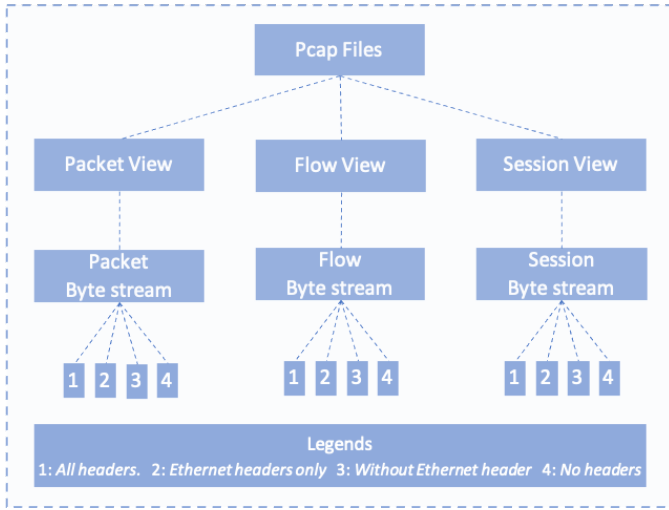 Pcap Files
Packet View Flow View Session View
Packet Flow Session
Byte stream Byte stream Byte stream
1 2 3 4 1 2 3 4 1 2 3 4
Legends
1: All headers. 2: Ethernet headers only 3: Without Ethernet header 4: No headers